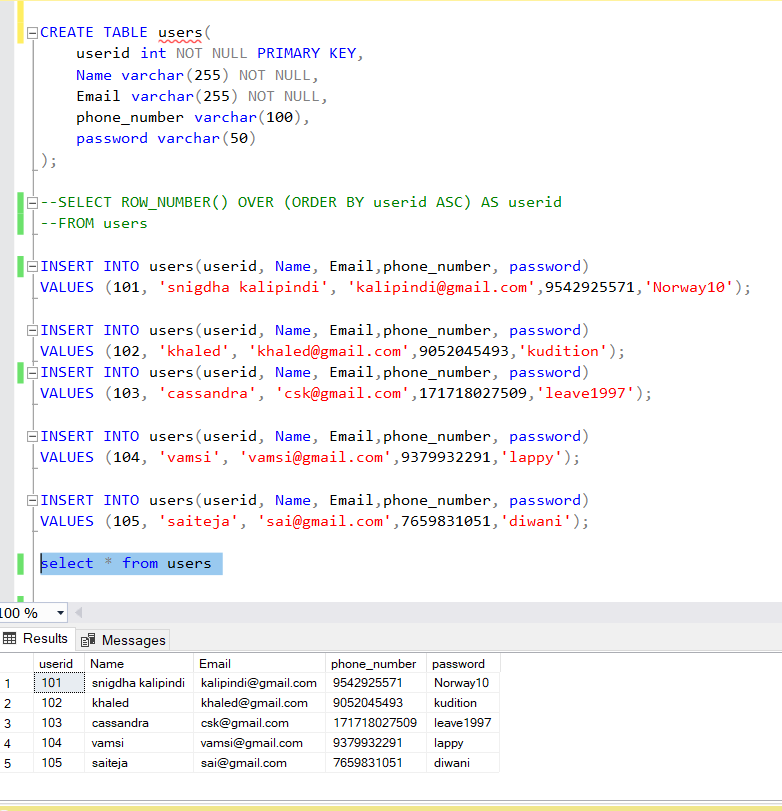 CREATE TABLE users(
userid int NOT NULL PRIMARY KEY,
Name varchar(255) NOT NULL,
Email varchar(255) NOT NULL,
phone_number varchar(100),
password varchar(50)
);
--SELECT ROW_NUMBER() OVER (ORDER BY userid ASC) AS userid
--FROM users
INSERT INTO users(userid, Name, Email,phone_number, password)
VALUES (101, 'snigdha kalipindi', 'kalipindi@gmail.com',9542925571,'Norway10');
INSERT INTO users(userid, Name, Email,phone_number, password)
VALUES (102, 'khaled', 'khaled@gmail.com',9052045493,'kudition');
INSERT INTO users(userid, Name, Email,phone_number, password)
VALUES (103, 'cassandra', 'csk@gmail.com',171718027509,'leave1997');
INSERT INTO users(userid, Name, Email,phone_number, password)
VALUES (104, 'vamsi', 'vamsi@gmail.com',9379932291,'lappy');
INSERT INTO users(userid, Name, Email,phone_number, password)
VALUES (105, 'saiteja', 'sai@gmail.com',7659831051,'diwani');
select * from users
100 %
Results Messages
userid Name Email phone_number password
1 101 snigdha kalipindi kalipindi@gmail.com 9542925571 Norway10
2 102 khaled khaled@gmail.com 9052045493 kudition
3 103 cassandra csk@gmail.com 171718027509 leave1997
4 104 vamsi vamsi@gmail.com 9379932291 lappy
5 105 saiteja sai@gmail.com 7659831051 diwani